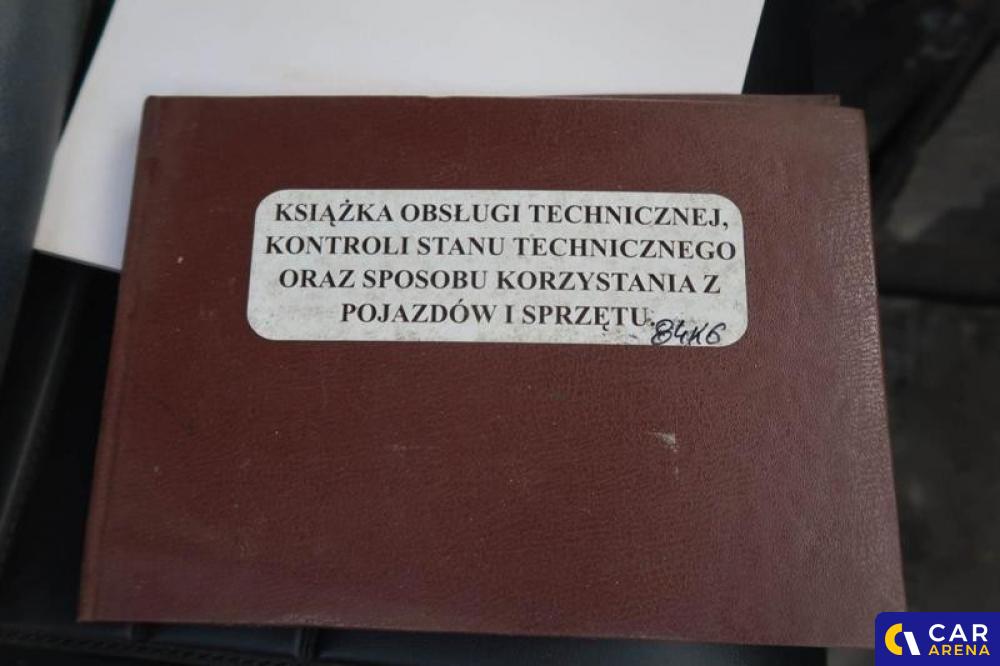 KSIĄŻKA OBSŁUGI TECHNICZNEJ,
KONTROLI STANU TECHNICZNEGO
ORAZ SPOSOBU KORZYSTANIA Z
POJAZDÓW I SPRZĘTU.
84K6
CAR
ARENA